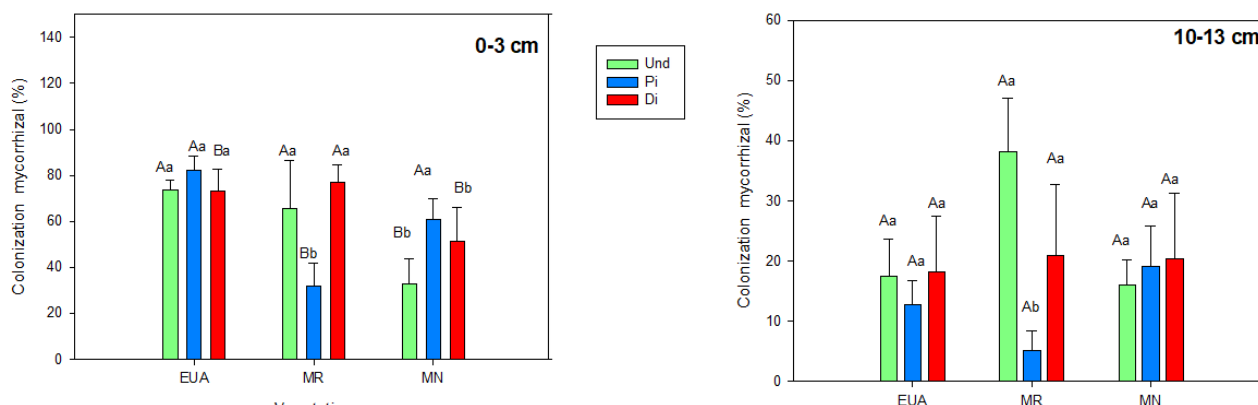 0-3 cm
Colonization mycorrhizal (%)
140
120
100
80
60
40
20
0
Aa
Aa
Ba
Aa
Bb
Aa
Bb
Aa
Bb
EUA
MR
MN
Und
Pi
Di
10-13 cm
Colonization mycorrhizal (%)
60
50
40
30
20
10
0
Aa
Aa
Aa
Aa
Ab
Aa
Aa
Aa
Aa
EUA
MR
MN